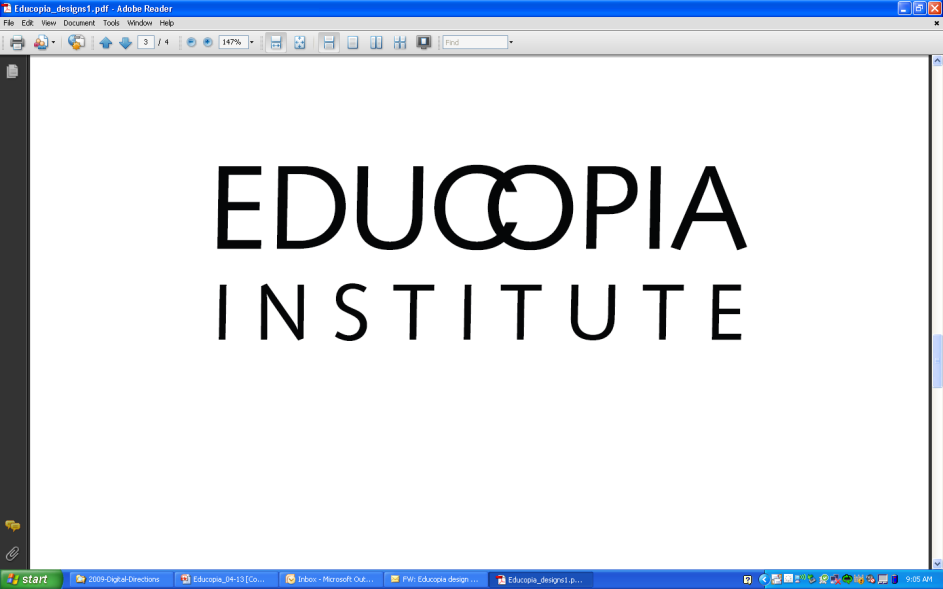 Educopia_designs1.pdf - Adobe Reader
File Edit View Document Tools Window Help
3 / 4 147% Find
EDUCOPIA
INSTITUTE
start 2009-Digital-Directions Educopia_04-13 [Co... Inbox - Microsoft Out... FW: Educopia design ... Educopia_designs1.p... 9:05 AM